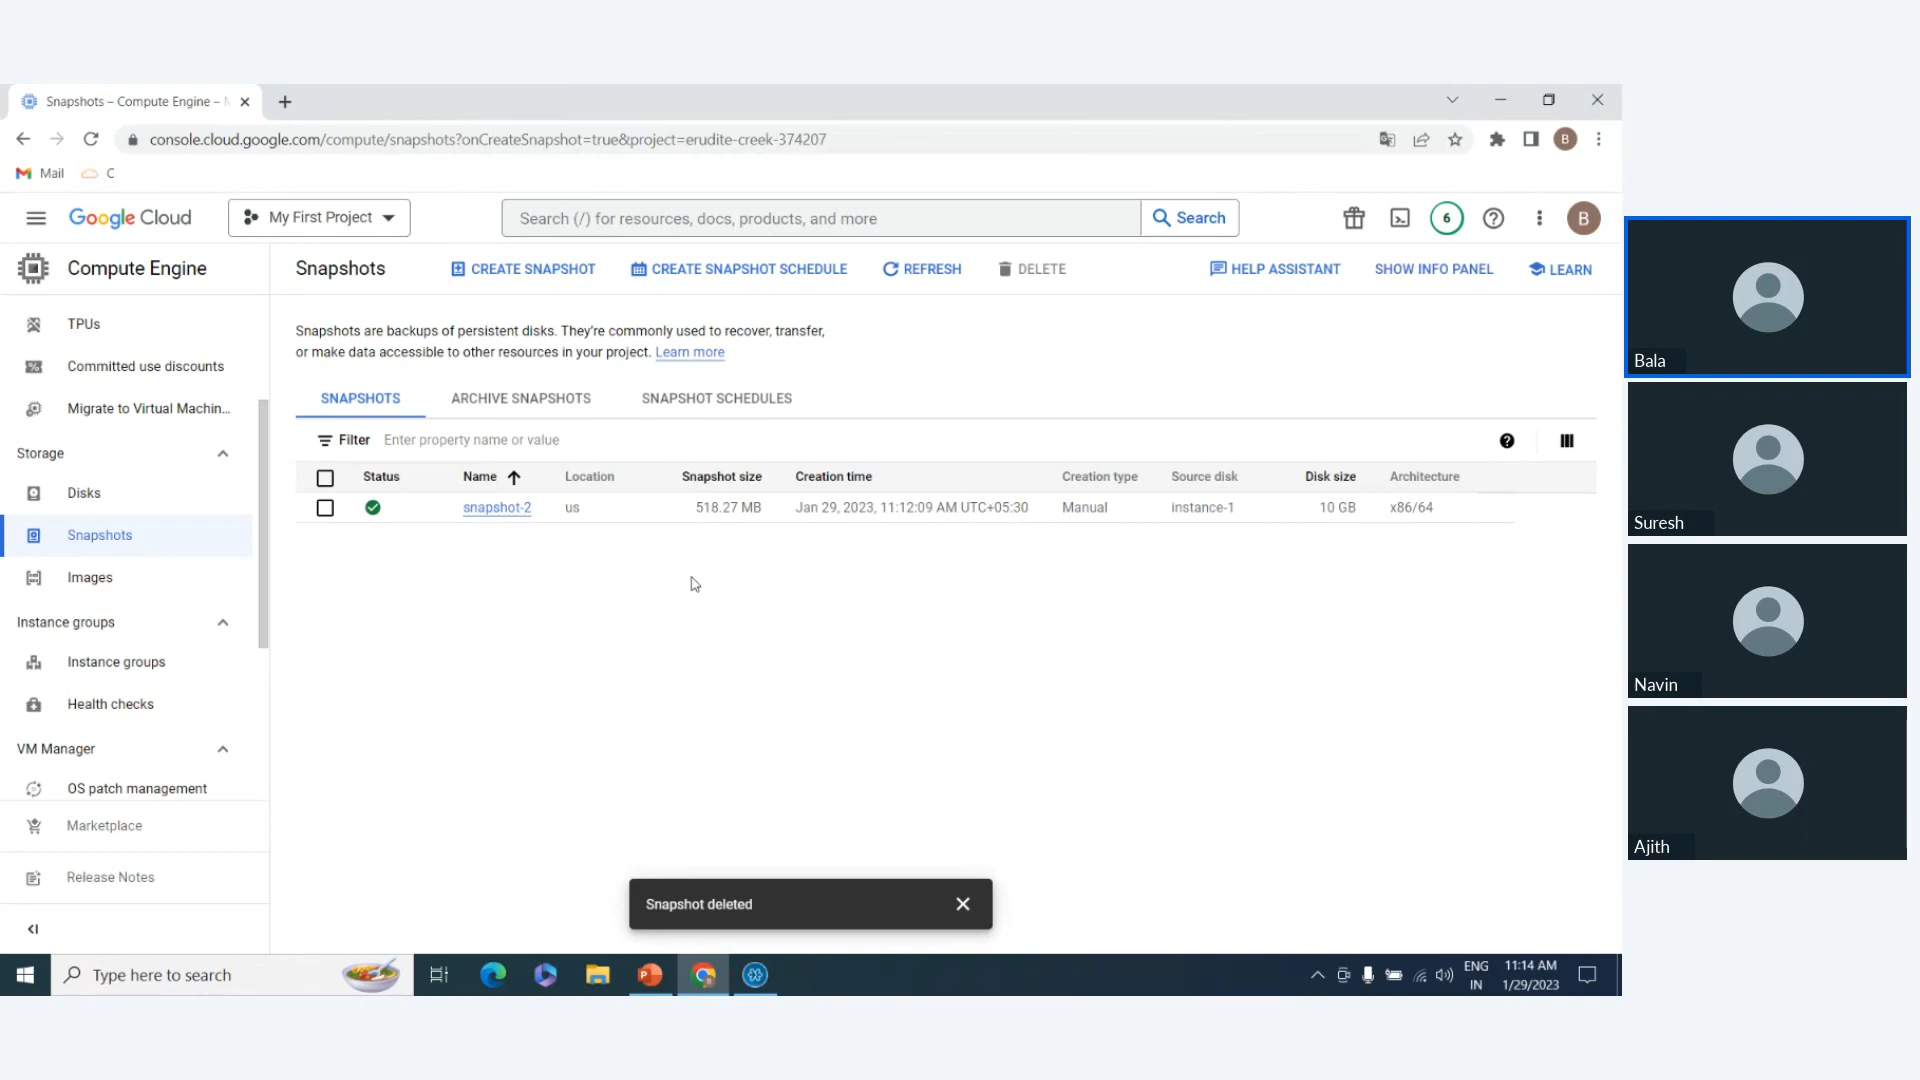 Snapshots – Compute Engine –
console.cloud.google.com/compute/snapshots?onCreateSnapshot=true&project=erudite-creek-374207
B
Mail
C
Google Cloud
My First Project
Search (/) for resources, docs, products, and more
Search
6
B
Compute Engine
Snapshots
CREATE SNAPSHOT
CREATE SNAPSHOT SCHEDULE
REFRESH
DELETE
HELP ASSISTANT
SHOW INFO PANEL
LEARN
TPUs
Committed use discounts
Migrate to Virtual Machin...
Storage
Disks
Snapshots
Images
Instance groups
Instance groups
Health checks
VM Manager
OS patch management
Marketplace
Release Notes
Snapshots are backups of persistent disks. They're commonly used to recover, transfer,
or make data accessible to other resources in your project. Learn more
SNAPSHOTS
ARCHIVE SNAPSHOTS
SNAPSHOT SCHEDULES
Filter Enter property name or value
Status Name Location Snapshot size Creation time Creation type Source disk Disk size Architecture
snapshot-2 us 518.27 MB Jan 29, 2023, 11:12:09 AM UTC+05:30 Manual instance-1 10 GB x86/64
Snapshot deleted
Type here to search
ENG
IN
11:14 AM
1/29/2023
Bala
Suresh
Navin
Ajith